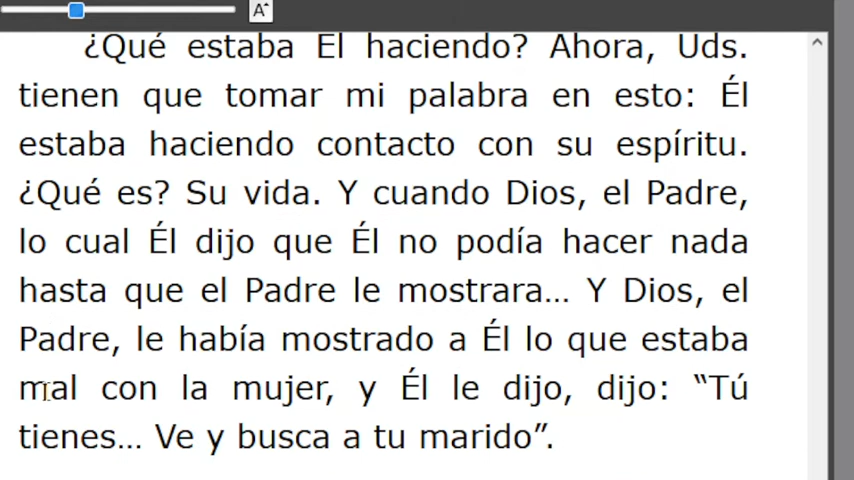 A
¿Qué estaba Él haciendo? Ahora, Uds.
tienen que tomar mi palabra en esto: Él
estaba haciendo contacto con su espíritu.
¿Qué es? Su vida. Y cuando Dios, el Padre,
lo cual Él dijo que Él no podía hacer nada
hasta que el Padre le mostrara... Y Dios, el
Padre, le había mostrado a Él lo que estaba
mal con la mujer, y Él le dijo, dijo: “Tú
tienes... Ve y busca a tu marido”.